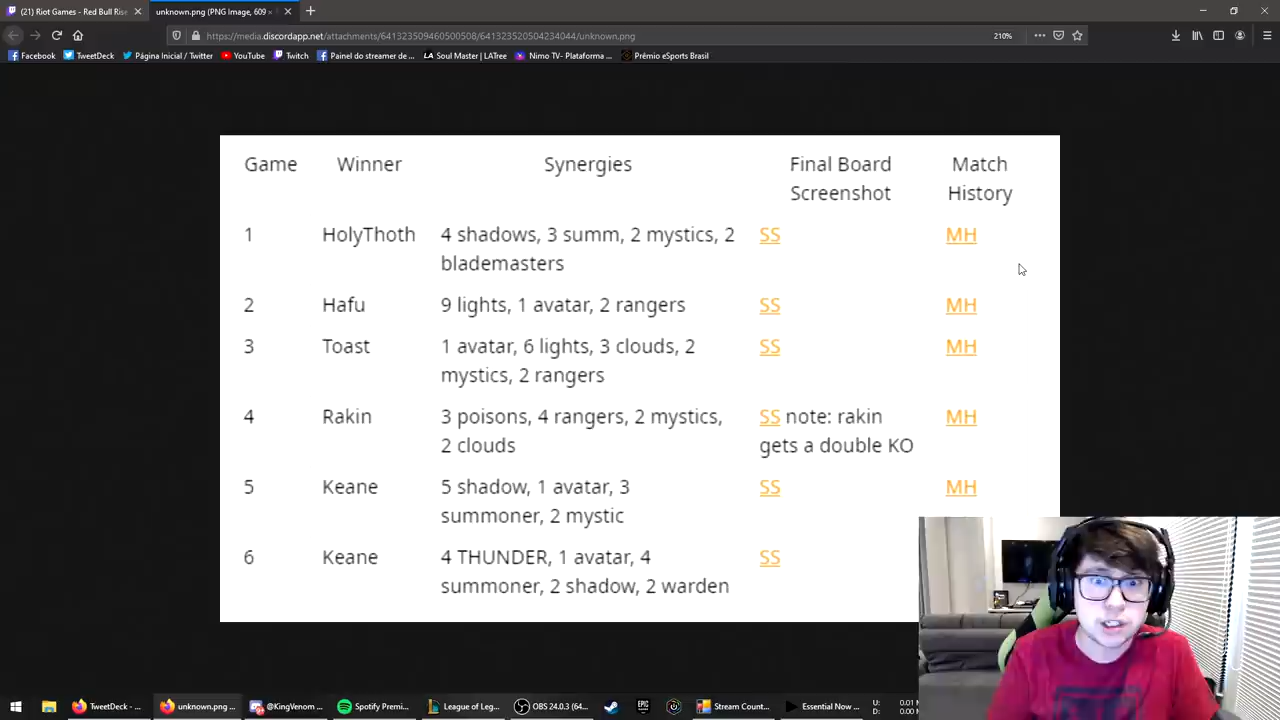 (21) Riot Games - Red Bull Rise
unknown.png (PNG Image, 609 ×
https://media.discordapp.net/attachments/641323509460500508/641323520504234044/unknown.png
210%
Facebook
TweetDeck
Página Inicial / Twitter
YouTube
Twitch
Painel do streamer de ...
Soul Master | LATree
Nimo TV- Plataforma ...
Prêmio eSports Brasil
Game Winner Synergies Final Board Match
Screenshot History
1 HolyThoth 4 shadows, 3 summ, 2 mystics, 2 SS MH
blademasters
2 Hafu 9 lights, 1 avatar, 2 rangers SS MH
3 Toast 1 avatar, 6 lights, 3 clouds, 2 SS MH
mystics, 2 rangers
4 Rakin 3 poisons, 4 rangers, 2 mystics, SS note: rakin MH
2 clouds gets a double KO
5 Keane 5 shadow, 1 avatar, 3 SS MH
summoner, 2 mystic
6 Keane 4 THUNDER, 1 avatar, 4 SS
summoner, 2 shadow, 2 warden
TweetDeck - ...
unknown.png ...
@KingVenom ...
Spotify Premi...
League of Leg...
OBS 24.0.3 (64...
Stream Count...
Essential Now ...
U: 0.01
D: 0.00